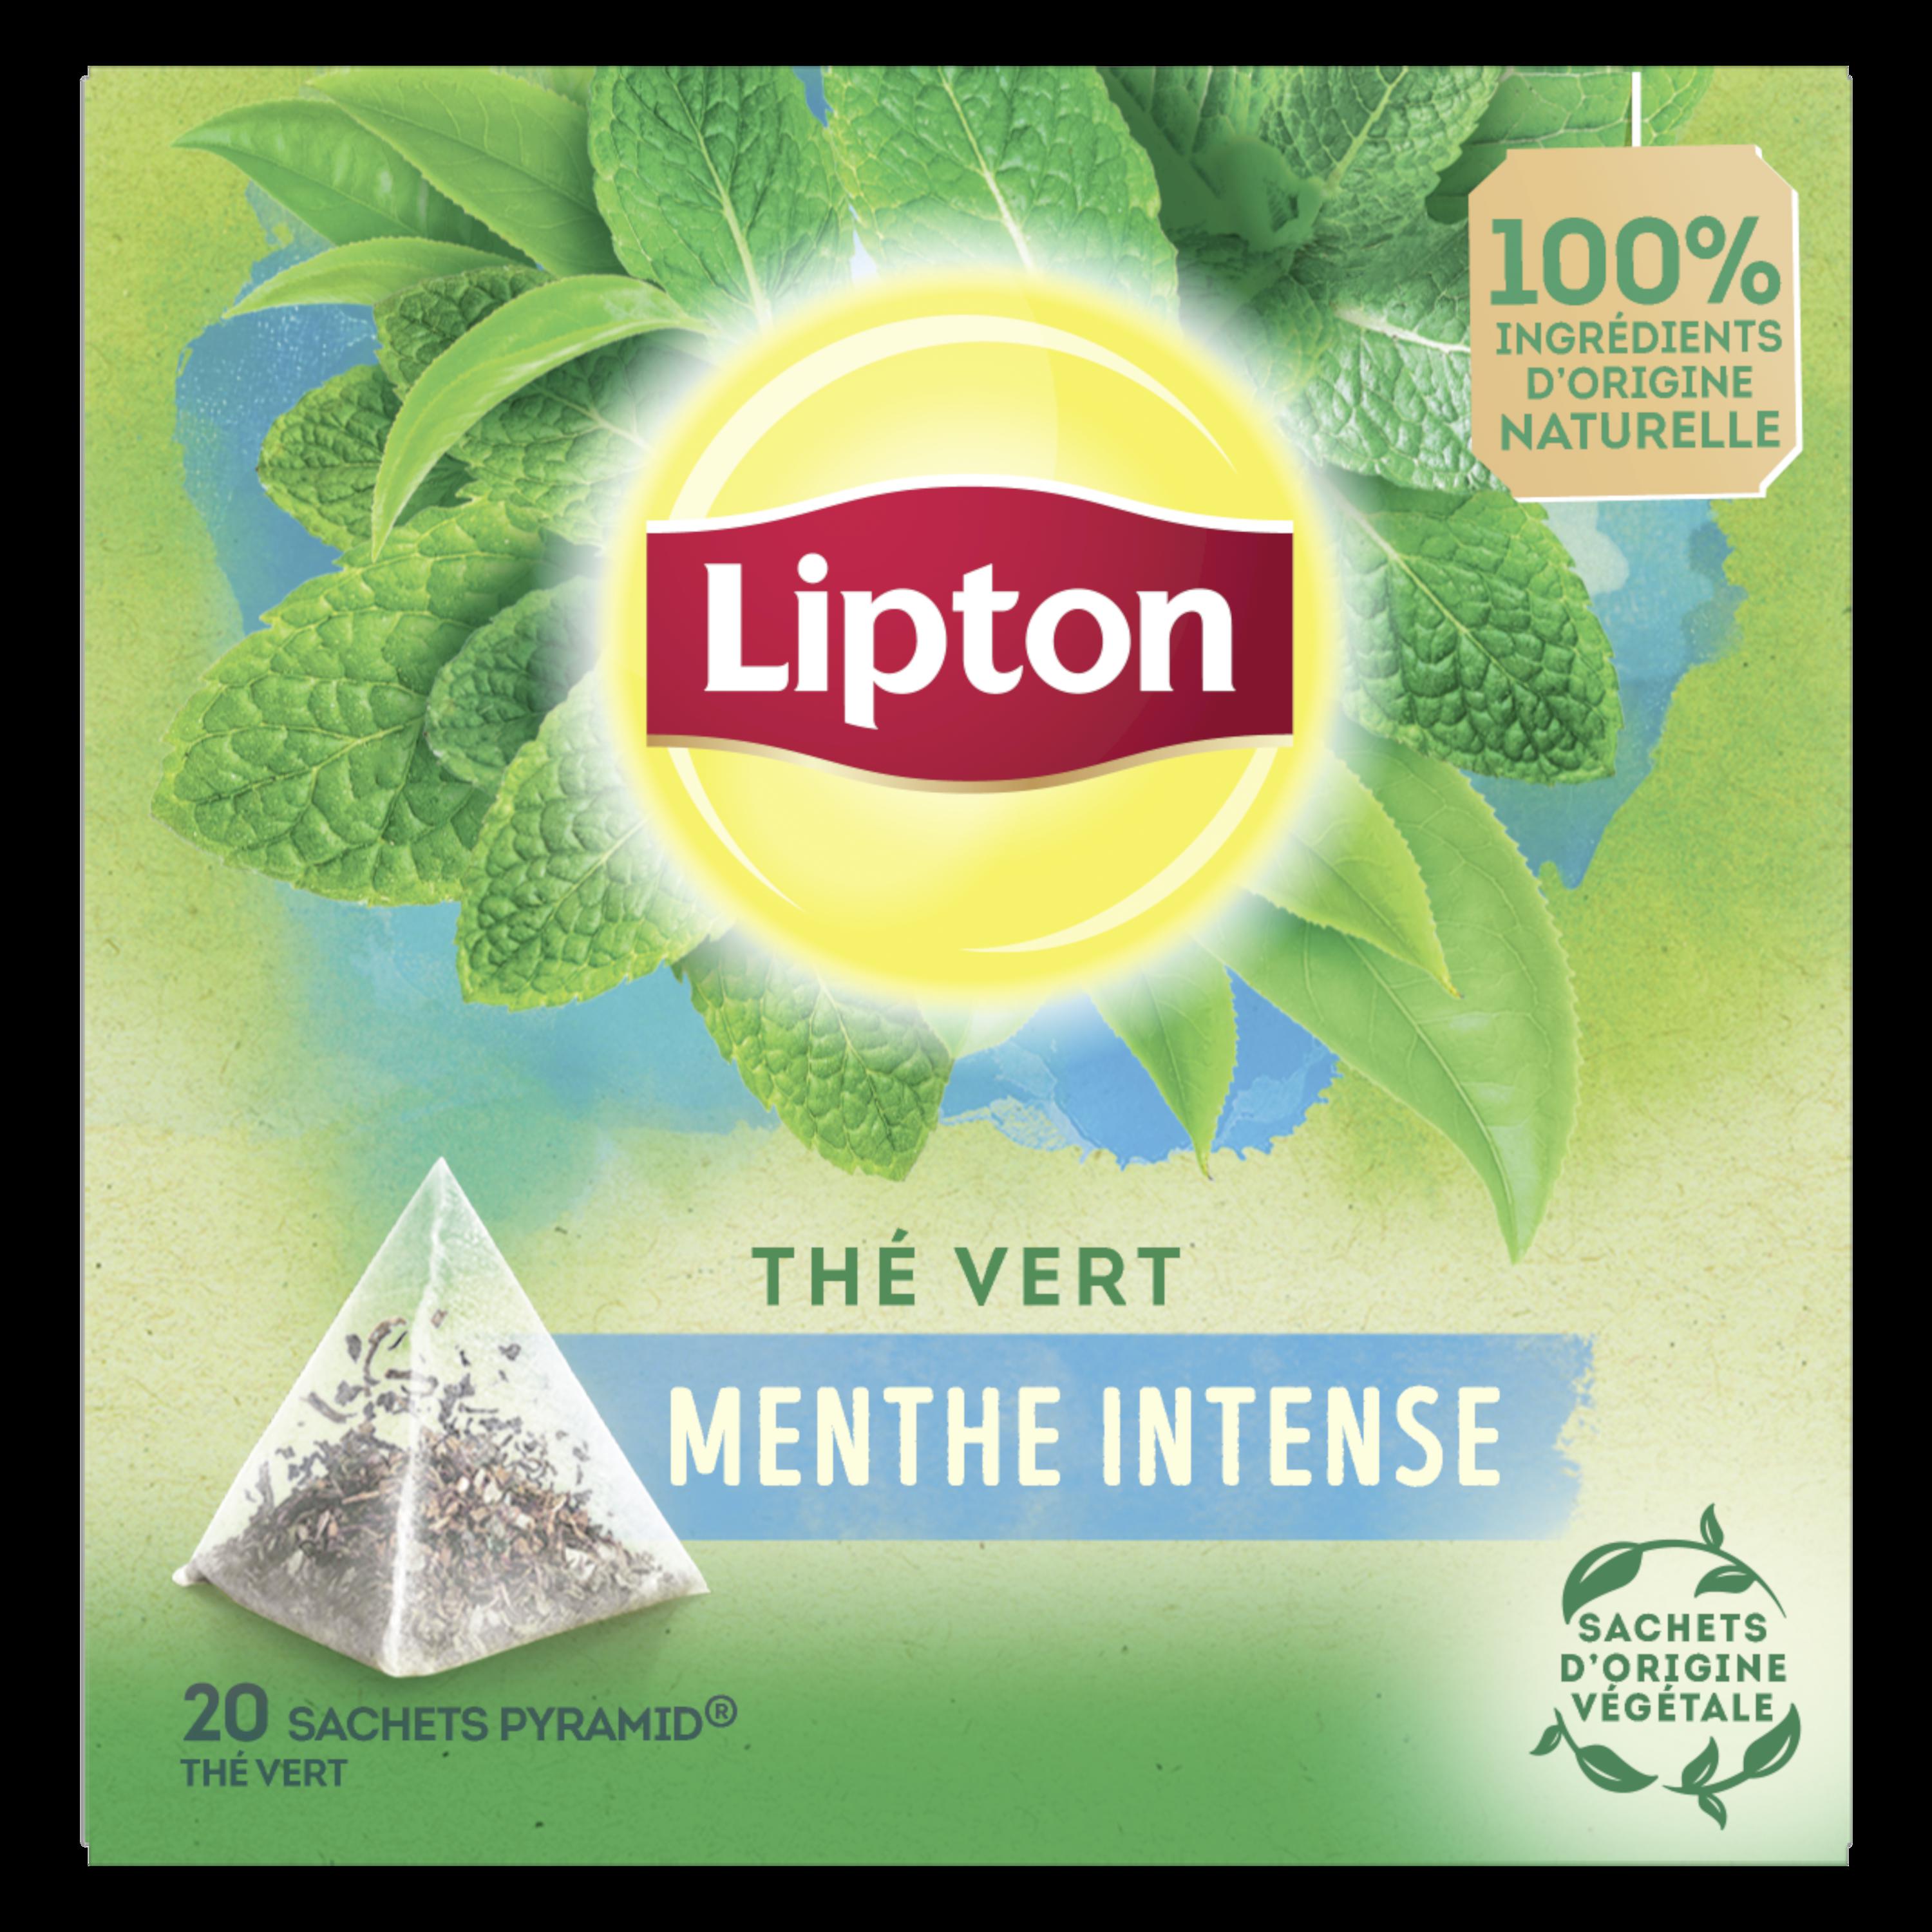 100%
INGRÉDIENTS
D'ORIGINE
NATURELLE
Lipton
THÉ VERT
MENTHE INTENSE
SACHETS
D'ORIGINE
VÉGÉTALE
20 SACHETS PYRAMID®
THÉ VERT